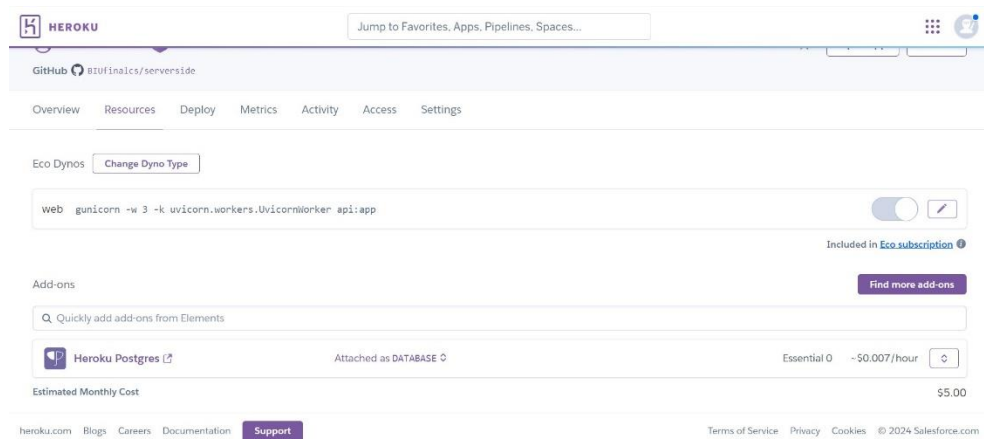 HEROKU
Jump to Favorites, Apps, Pipelines, Spaces...
GitHub BIUfinalcs/serverside
Overview Resources Deploy Metrics Activity Access Settings
Eco Dynos Change Dyno Type
web gunicorn -w 3 -k uvicorn.workers.UvicornWorker api:app
Included in Eco subscription
Add-ons Find more add-ons
Quickly add add-ons from Elements
Heroku Postgres Attached as DATABASE Essential 0 ~$0.007/hour
Estimated Monthly Cost $5.00
heroku.com Blogs Careers Documentation Support Terms of Service Privacy Cookies © 2024 Salesforce.com